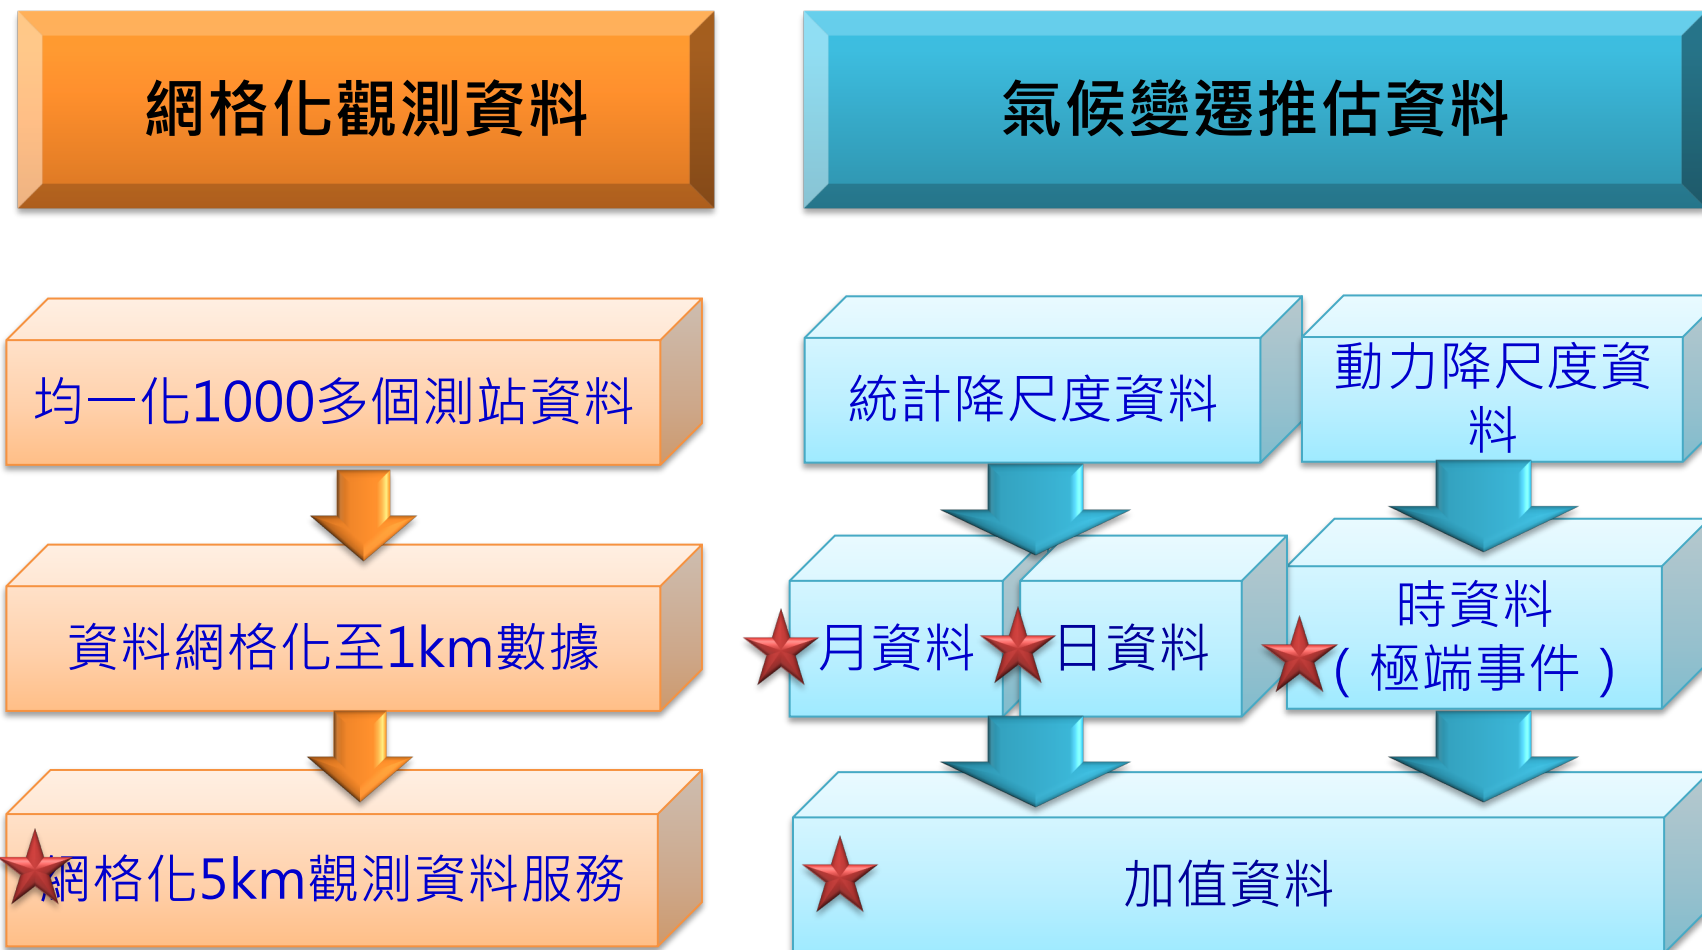 網格化觀測資料
氣候變遷推估資料
均一化1000多個測站資料
資料網格化至1km數據
網格化5km觀測資料服務
統計降尺度資料
動力降尺度資
料
月資料
日資料
時資料
（極端事件）
加值資料